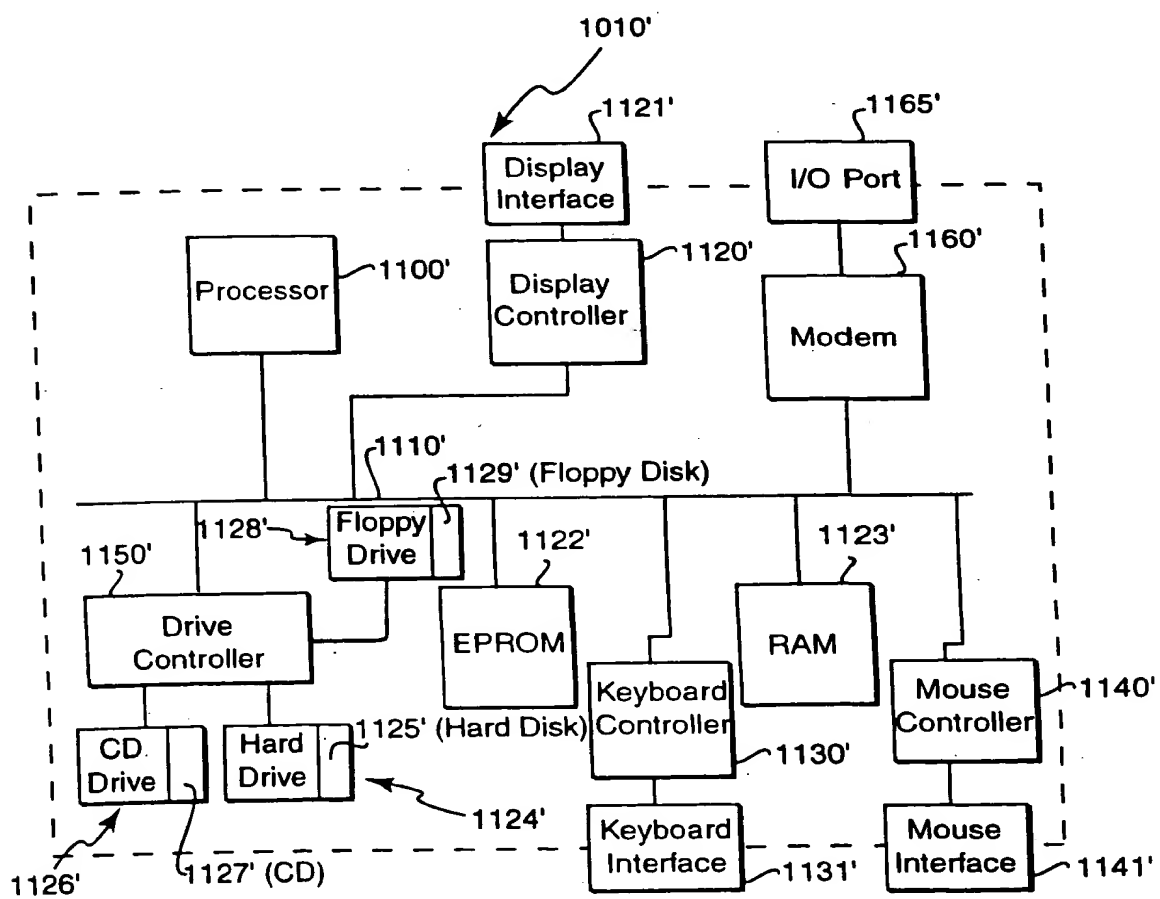 1010'
1121'
1165'
Display
Interface
I/O Port
1100'
1120'
1160'
Processor
Display
Controller
Modem
1110'
1129' (Floppy Disk)
1128'
Floppy
Drive
1122'
1123'
1150'
Drive
Controller
EPROM
RAM
Keyboard
Controller
Mouse
Controller
1140'
CD
Drive
Hard
Drive
1125' (Hard Disk)
1130'
1124'
Keyboard
Interface
Mouse
Interface
1126'
1127' (CD)
1131'
1141'